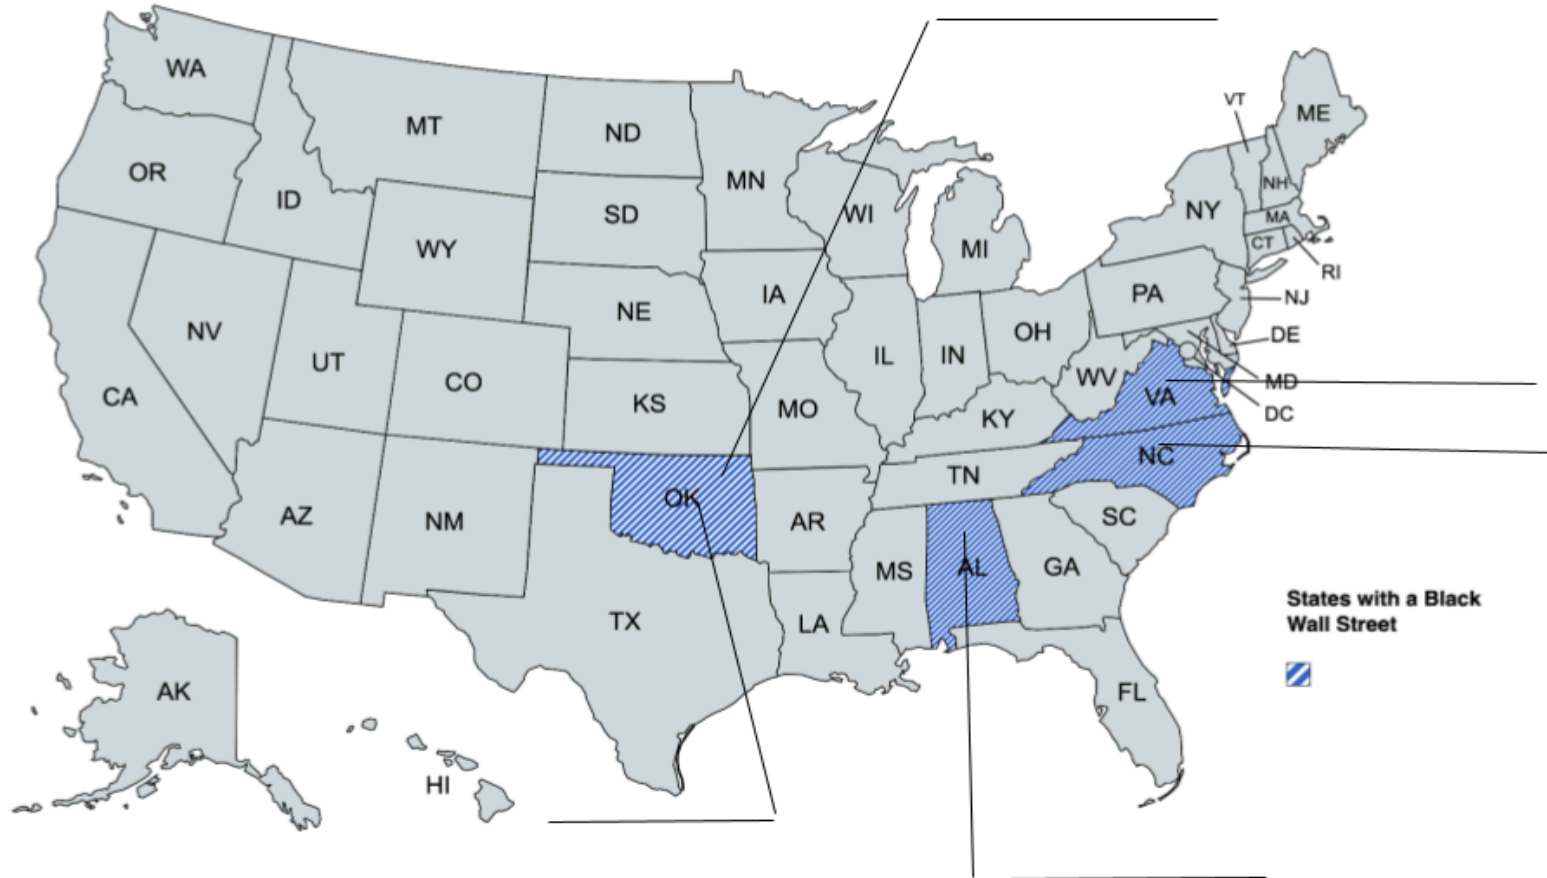 WA
MT
ND
MN
VT
ME
OR
ID
SD
WI
NH
NY
MA
MI
CT
WY
RI
IA
PA
NJ
NE
NV
OH
DE
UT
IL
IN
CO
WV
MD
CA
KS
MO
VA
DC
KY
NC
TN
OK
AZ
NM
AR
SC
MS
AL
GA
States with a Black
Wall Street
TX
LA
AK
FL
HI